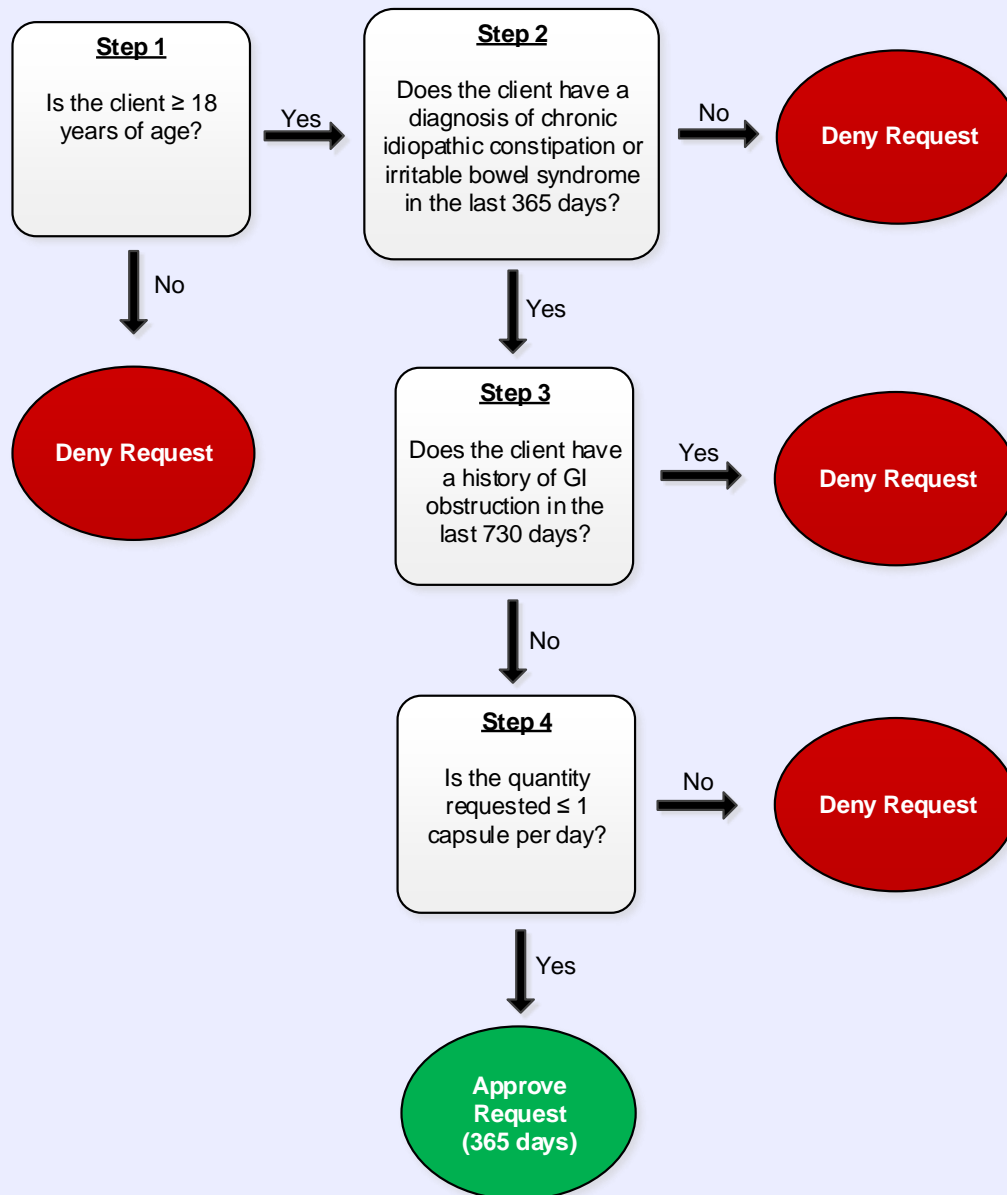 Step 1
Is the client ≥ 18
years of age?
Yes
Step 2
Does the client have a
diagnosis of chronic
idiopathic constipation or
irritable bowel syndrome
in the last 365 days?
No
Deny Request
No
Deny Request
Yes
Step 3
Does the client have
a history of GI
obstruction in the
last 730 days?
Yes
Deny Request
No
Step 4
Is the quantity
requested ≤ 1
capsule per day?
No
Deny Request
Yes
Approve
Request
(365 days)